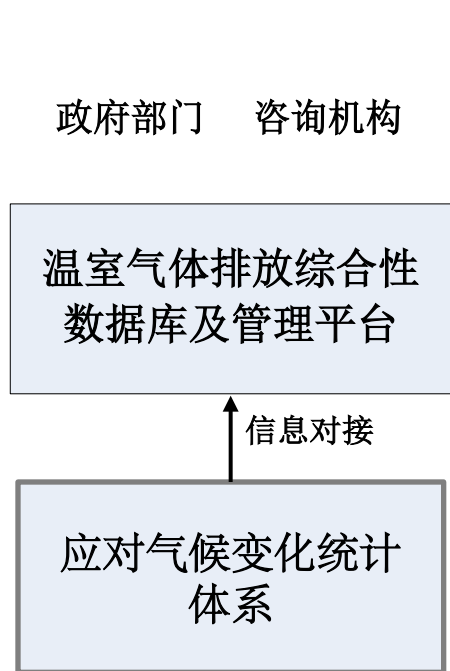 政府部门 咨询机构
温室气体排放综合性
数据库及管理平台
信息对接
应对气候变化统计
体系